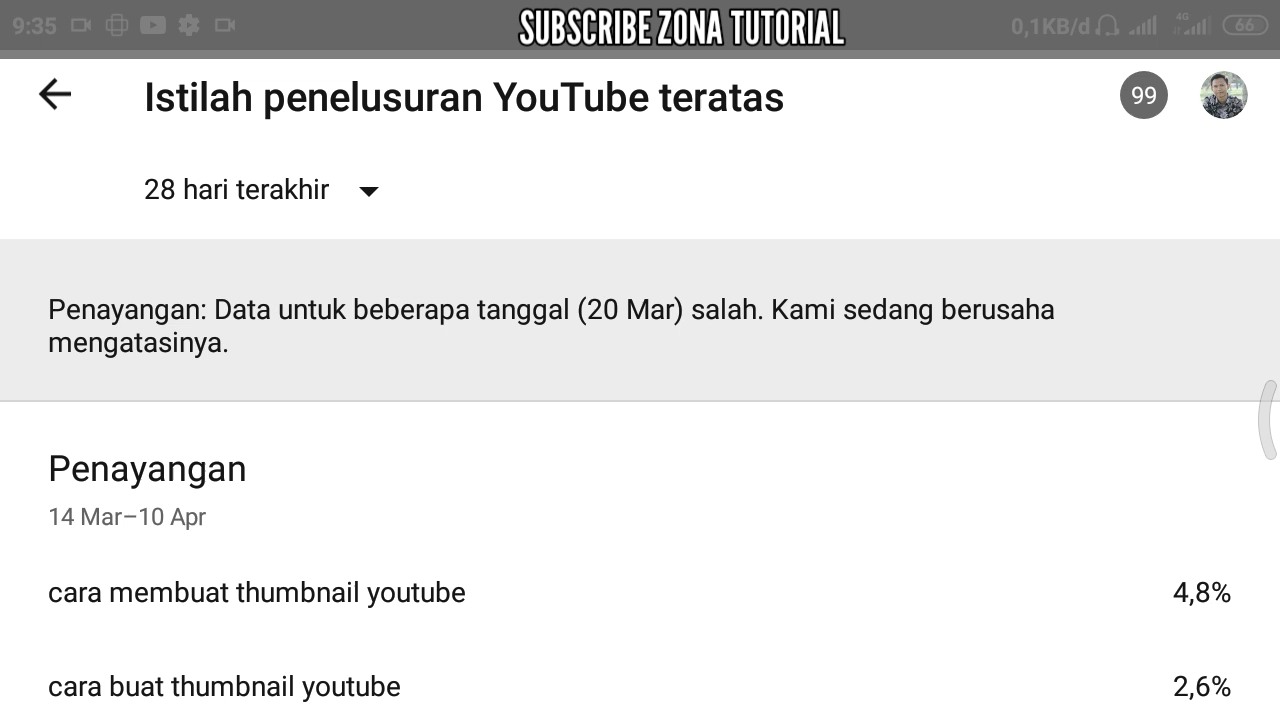 9:35 SUBSCRIBE ZONA TUTORIAL 0,1KB/d 4G 66
Istilah penelusuran YouTube teratas 99
28 hari terakhir
Penayangan: Data untuk beberapa tanggal (20 Mar) salah. Kami sedang berusaha
mengatasinya.
Penayangan
14 Mar–10 Apr
cara membuat thumbnail youtube 4,8%
cara buat thumbnail youtube 2,6%